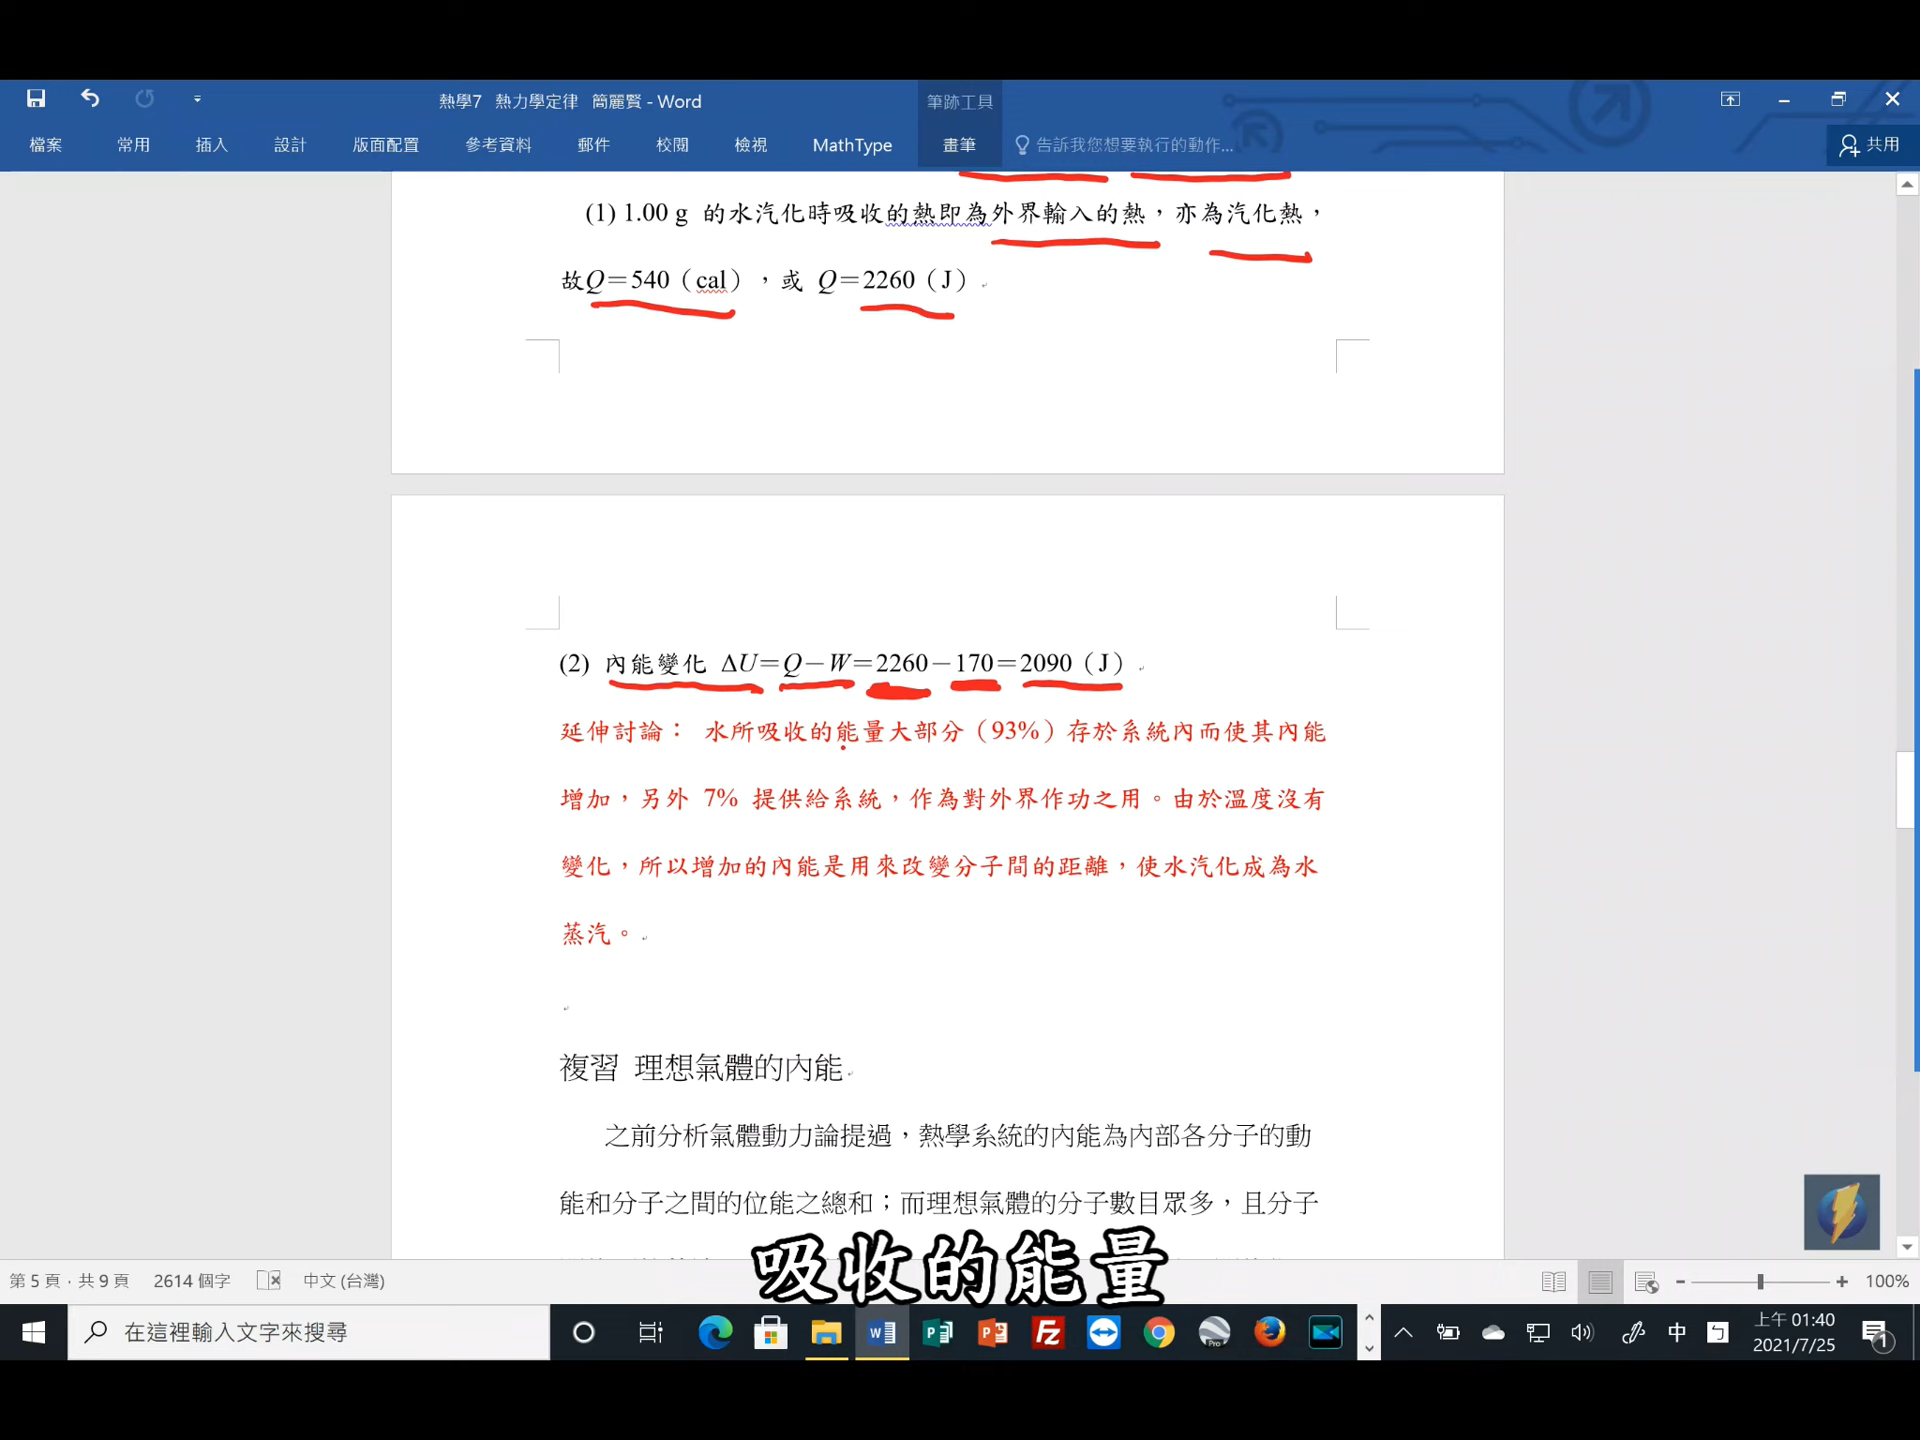 熱學7 熱力學定律 簡麗賢 - Word
筆跡工具
檔案 常用 插入 設計 版面配置 參考資料 郵件 校閱 檢視 MathType 畫筆 告訴我您想要執行的動作... 共用
(1) 1.00 g 的水汽化時吸收的熱即為外界輸入的熱，亦為汽化熱，
故Q＝540（cal），或 Q＝2260（J）
(2) 內能變化 ΔU＝Q－W＝2260－170＝2090（J）
延伸討論： 水所吸收的能量大部分（93%）存於系統內而使其內能
增加，另外 7% 提供給系統，作為對外界作功之用。由於溫度沒有
變化，所以增加的內能是用來改變分子間的距離，使水汽化成為水
蒸汽。
複習 理想氣體的內能
之前分析氣體動力論提過，熱學系統的內能為內部各分子的動
能和分子之間的位能之總和；而理想氣體的分子數目眾多，且分子
吸收的能量
第 5 頁，共 9 頁 2614 個字 中文 (台灣) 100%
在這裡輸入文字來搜尋
中
上午 01:40
2021/7/25
1